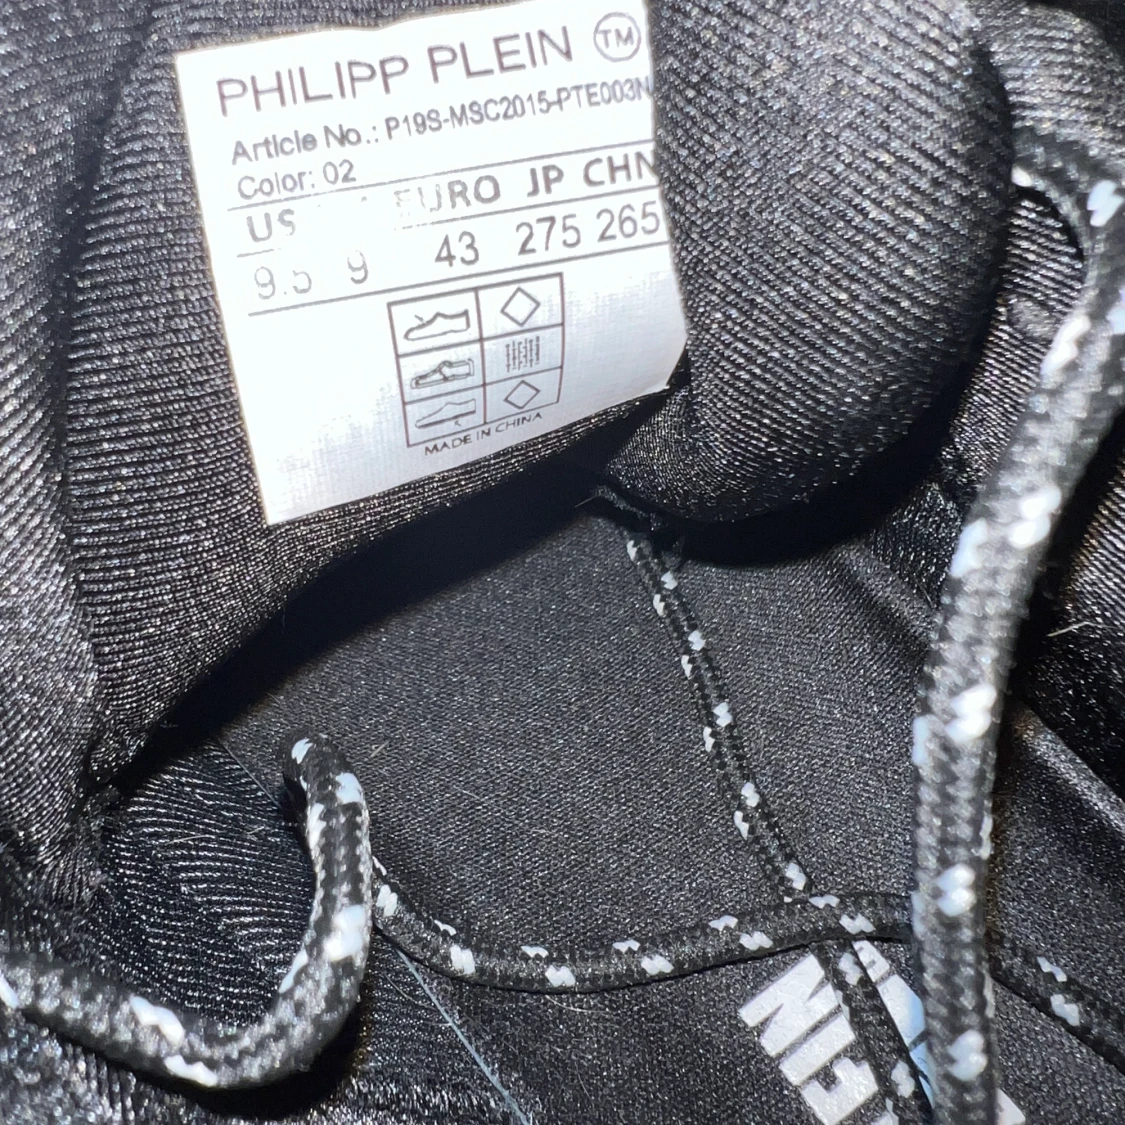 PHILIPP PLEIN TM
Article No.: P19S-MSC2015-PTE003N
Color: 02
US EURO JP CHN
9.5 9 43 275 265
MADE IN CHINA